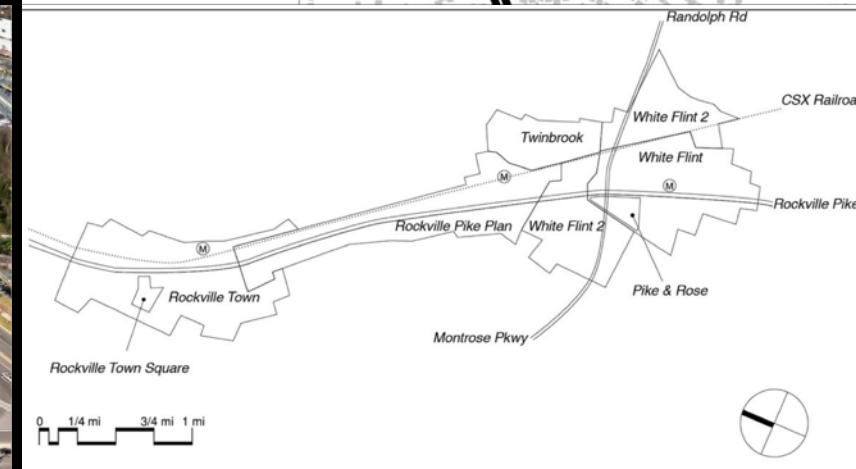 Randolph Rd
CSX Railroa
White Flint 2
Twinbrook
White Flint
M
M
Rockville Pike
Rockville Pike Plan
White Flint 2
M
Pike & Rose
Rockville Town
Montrose Pkwy
Rockville Town Square
0 1/4 mi 3/4 mi 1 mi